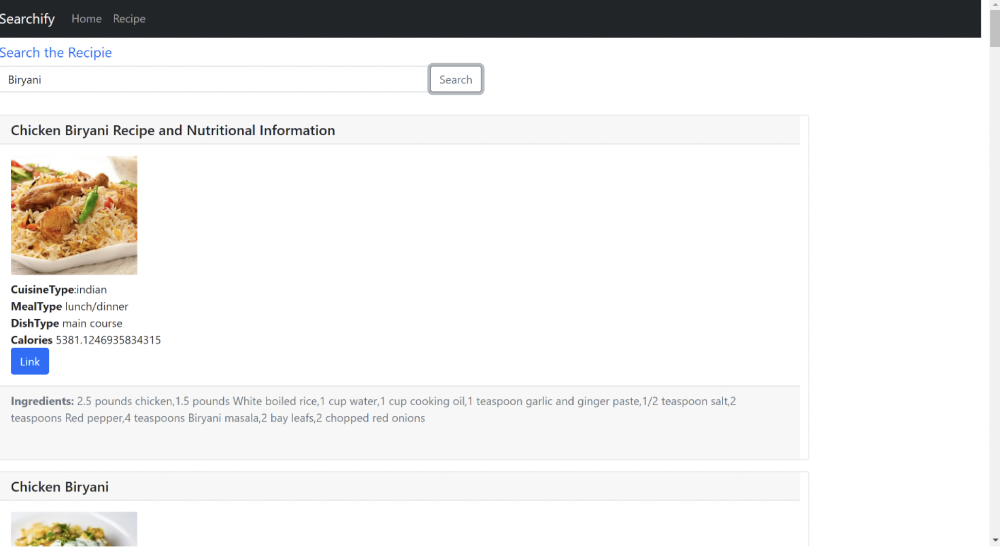 Searchify Home Recipe
Search the Recipie
Biryani Search
Chicken Biryani Recipe and Nutritional Information
CuisineType:indian
MealType lunch/dinner
DishType main course
Calories 5381.1246935834315
Link
Ingredients: 2.5 pounds chicken,1.5 pounds White boiled rice,1 cup water,1 cup cooking oil,1 teaspoon garlic and ginger paste,1/2 teaspoon salt,2
teaspoons Red pepper,4 teaspoons Biryani masala,2 bay leafs,2 chopped red onions
Chicken Biryani